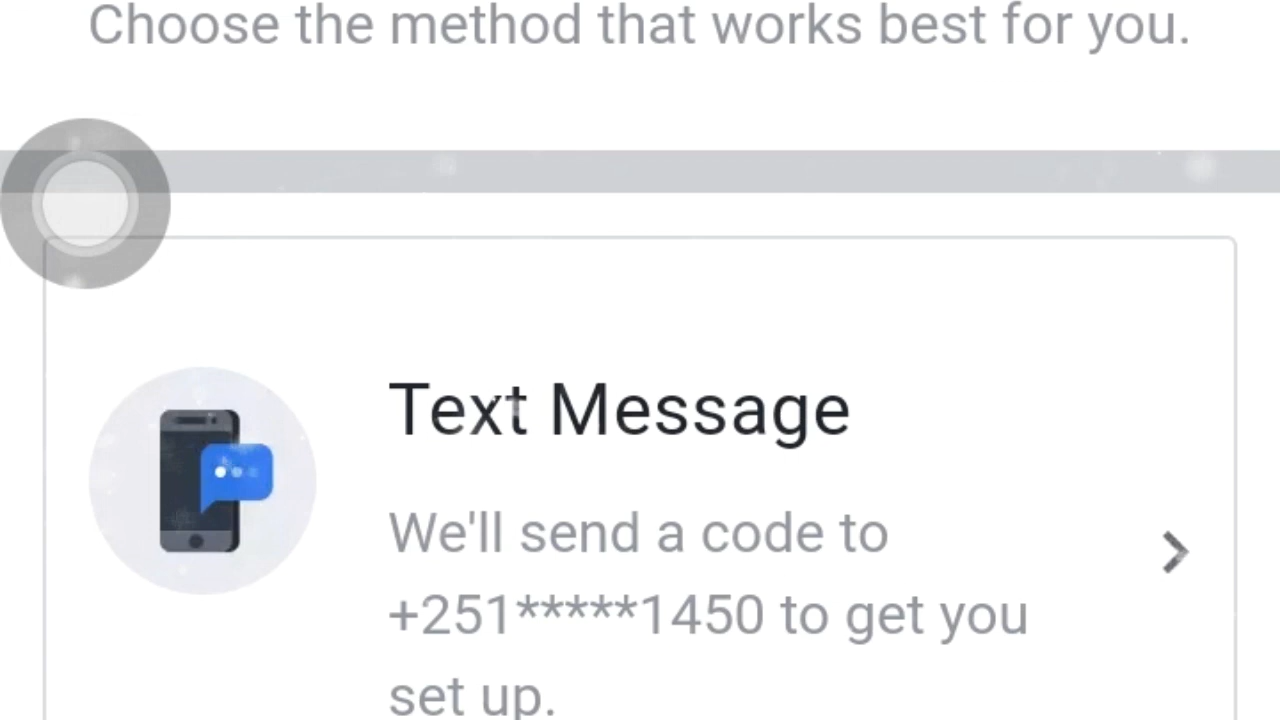 Choose the method that works best for you.
Text Message
We'll send a code to
+251*****1450 to get you
set up.